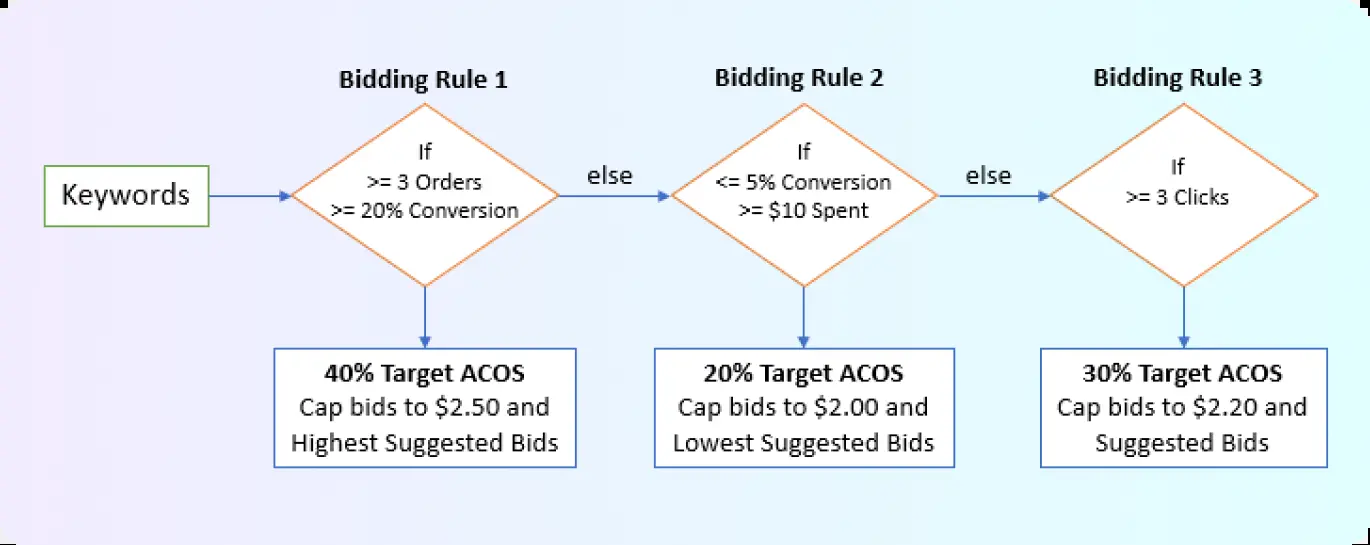 Bidding Rule 1
Bidding Rule 2
Bidding Rule 3
Keywords
If
>= 3 Orders
>= 20% Conversion
else
If
<= 5% Conversion
>= $10 Spent
else
If
>= 3 Clicks
40% Target ACOS
Cap bids to $2.50 and
Highest Suggested Bids
20% Target ACOS
Cap bids to $2.00 and
Lowest Suggested Bids
30% Target ACOS
Cap bids to $2.20 and
Suggested Bids